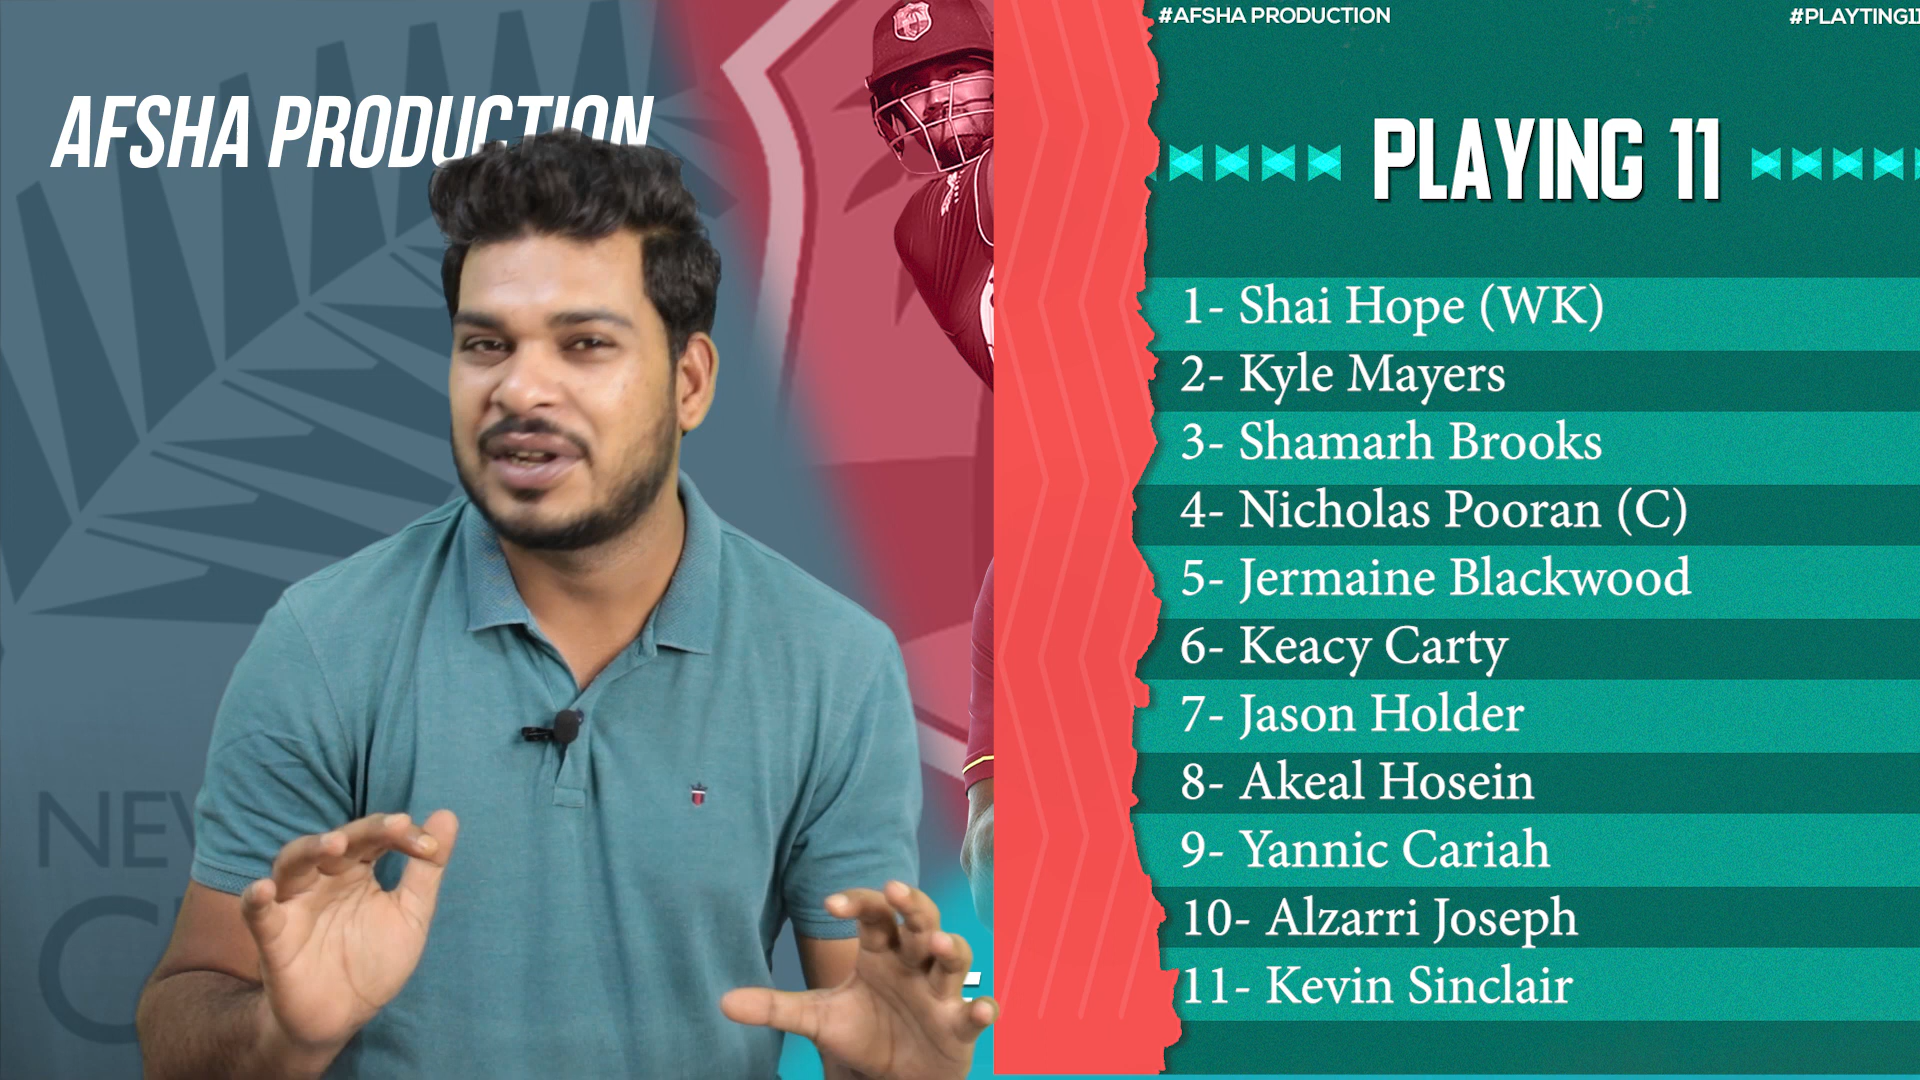 #AFSHA PRODUCTION
#PLAYTING11
AFSHA PRODUCTION
PLAYING 11
1- Shai Hope (WK)
2- Kyle Mayers
3- Shamarh Brooks
4- Nicholas Pooran (C)
5- Jermaine Blackwood
6- Keacy Carty
7- Jason Holder
8- Akeal Hosein
9- Yannic Cariah
10- Alzarri Joseph
11- Kevin Sinclair